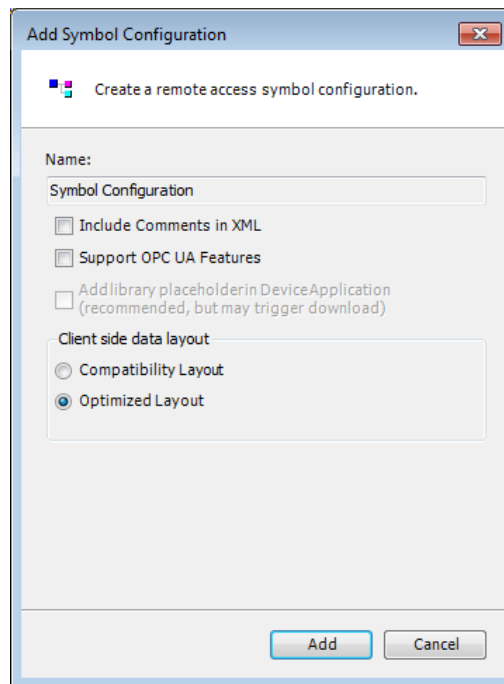 Add Symbol Configuration
Create a remote access symbol configuration.
Name:
Symbol Configuration
Include Comments in XML
Support OPC UA Features
Add library placeholder in Device Application
(recommended, but may trigger download)
Client side data layout
Compatibility Layout
Optimized Layout
Add
Cancel